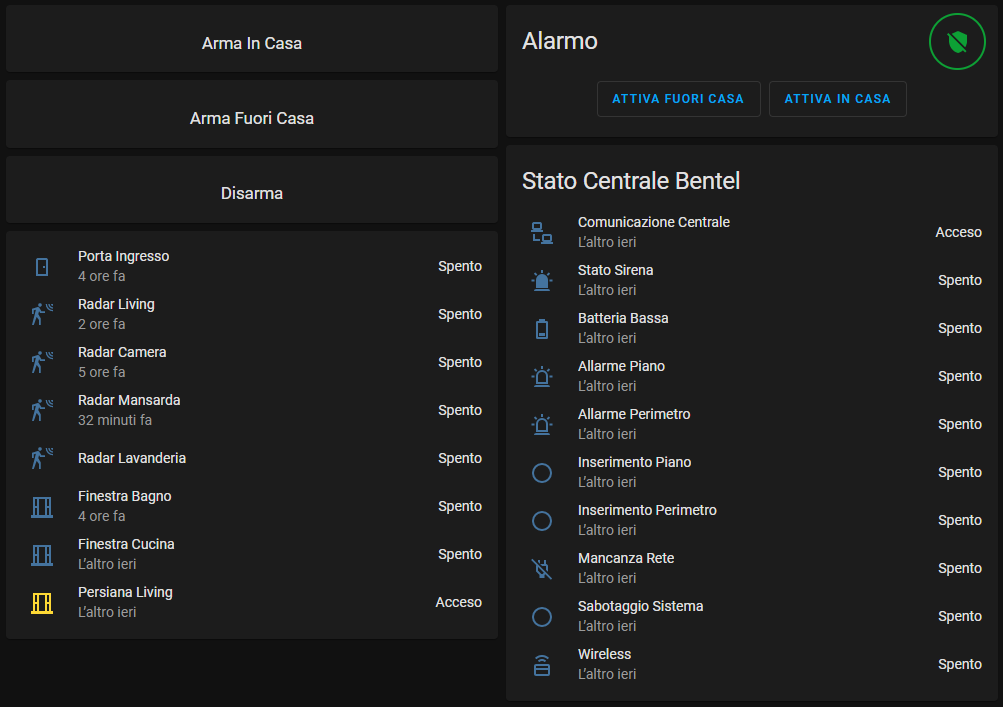 Arma In Casa
Arma Fuori Casa
Disarma
Porta Ingresso
4 ore fa
Spento
Radar Living
2 ore fa
Spento
Radar Camera
5 ore fa
Spento
Radar Mansarda
32 minuti fa
Spento
Radar Lavanderia
Spento
Finestra Bagno
4 ore fa
Spento
Finestra Cucina
L’altro ieri
Spento
Persiana Living
L’altro ieri
Acceso
Alarmo
ATTIVA FUORI CASA
ATTIVA IN CASA
Stato Centrale Bentel
Comunicazione Centrale
L’altro ieri
Acceso
Stato Sirena
L’altro ieri
Spento
Batteria Bassa
L’altro ieri
Spento
Allarme Piano
L’altro ieri
Spento
Allarme Perimetro
L’altro ieri
Spento
Inserimento Piano
L’altro ieri
Spento
Inserimento Perimetro
L’altro ieri
Spento
Mancanza Rete
L’altro ieri
Spento
Sabotaggio Sistema
L’altro ieri
Spento
Wireless
L’altro ieri
Spento